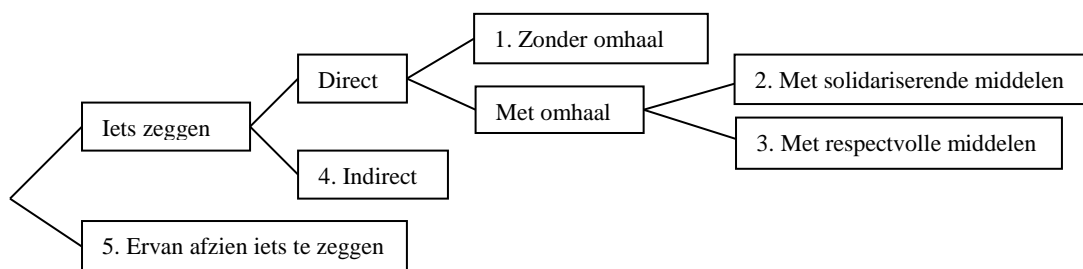 1. Zonder omhaal
Direct
2. Met solidariserende middelen
Met omhaal
Iets zeggen
3. Met respectvolle middelen
4. Indirect
5. Ervan afzien iets te zeggen